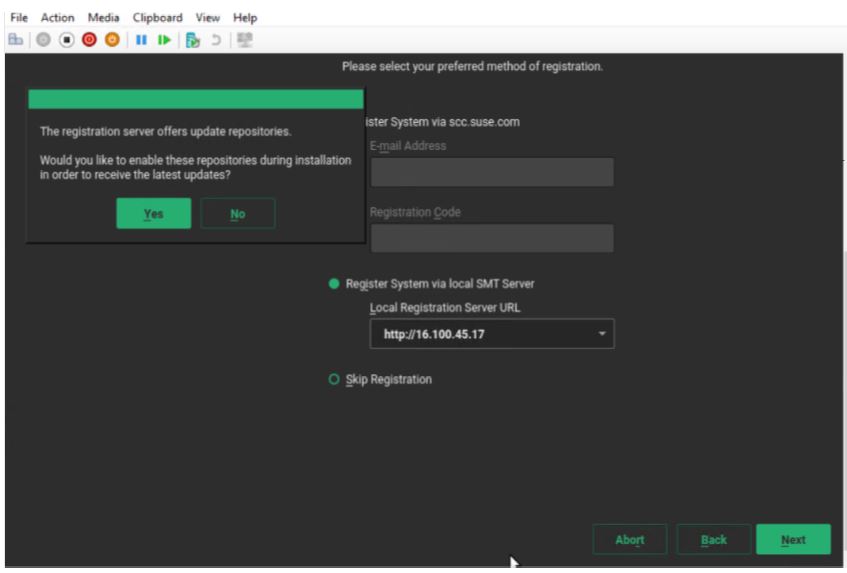 File Action Media Clipboard View Help
Please select your preferred method of registration.
The registration server offers update repositories.
Would you like to enable these repositories during installation
in order to receive the latest updates?
Yes No
ister System via scc.suse.com
E-mail Address
Registration Code
Register System via local SMT Server
Local Registration Server URL
http://16.100.45.17
Skip Registration
Abort Back Next